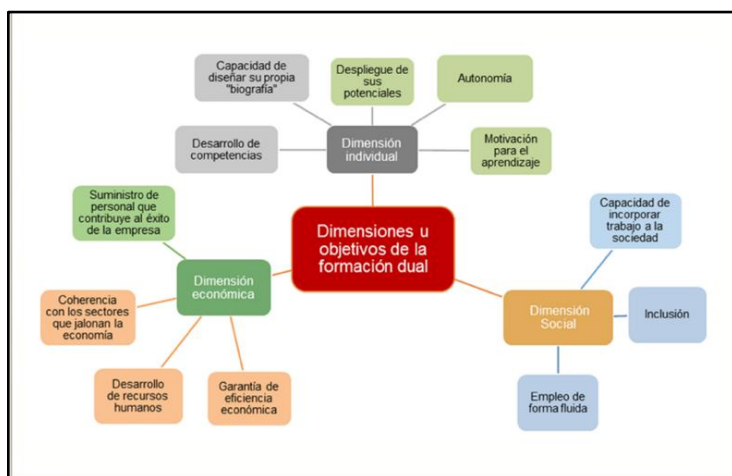 Capacidad de
diseñar su propia
"biografía"
Despliegue de
sus
potenciales
Autonomía
Desarrollo de
competencias
Dimensión
individual
Motivación
para el
aprendizaje
Suministro de
personal que
contribuye al éxito
de la empresa
Dimensiones u
objetivos de la
formación dual
Capacidad de
incorporar
trabajo a la
sociedad
Dimensión
económica
Coherencia
con los sectores
que jalonan la
economía
Dimensión
Social
Inclusión
Desarrollo
de recursos
humanos
Garantía de
eficiencia
económica
Empleo de
forma fluida